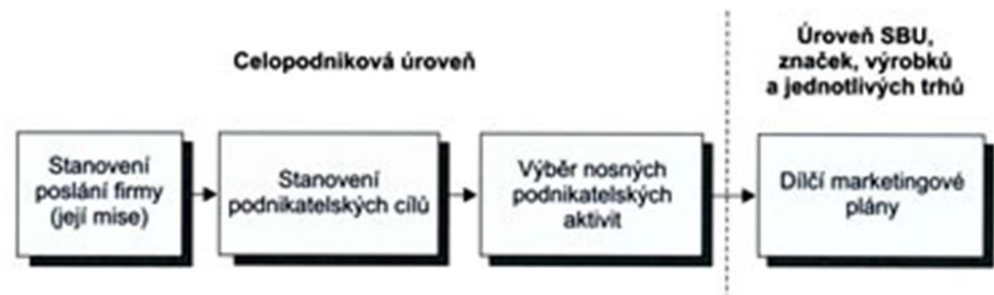 Celopodniková úroveň
Úroveň SBU,
značek, výrobků
a jednotlivých trhů
Stanovení
poslání firmy
(její mise)
Stanovení
podnikatelských cílů
Výběr nosných
podnikatelských
aktivit
Dílčí marketingové
plány